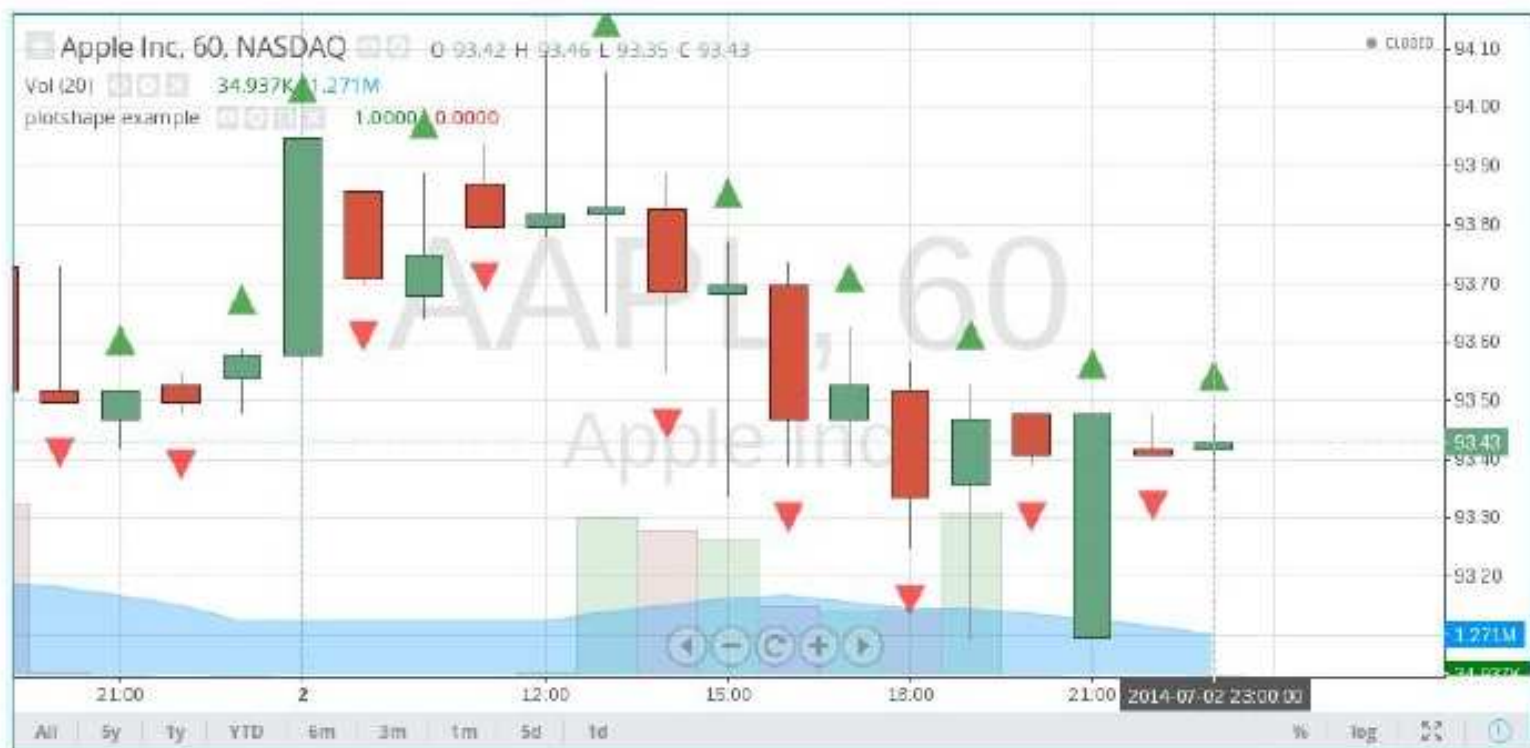 Apple Inc, 60, NASDAQ O 93.42 H 93.46 L 93.35 C 93.43
CLOSED
Vol (20) 34.937K 1.271M
plotshape example 1.0000 0.0000
AAPL, 60
Apple Inc
94.10
94.00
93.90
93.80
93.70
93.60
93.50
93.43
93.40
93.30
93.20
1.271M
34.937K
21:00 2 12:00 15:00 18:00 21:00 2014-07-02 23:00:00
All 5y 1y YTD 6m 3m 1m 5d 1d % log